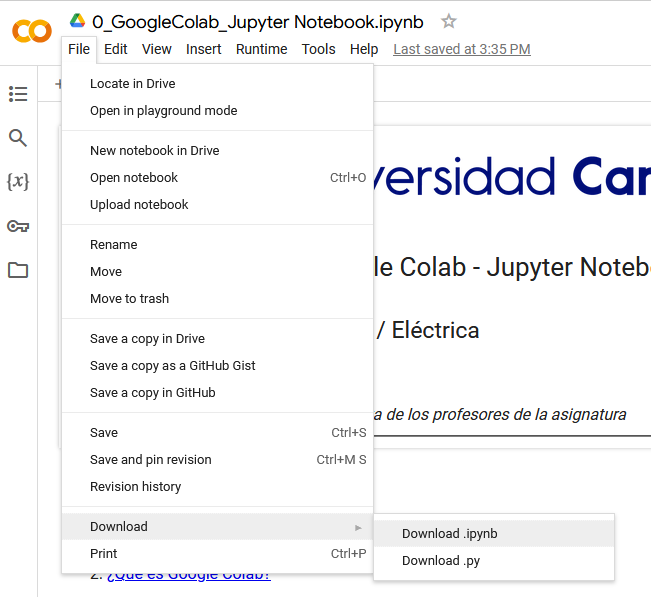 0_GoogleColab_Jupyter Notebook.ipynb
File Edit View Insert Runtime Tools Help Last saved at 3:35 PM
Locate in Drive
Open in playground mode
New notebook in Drive
Open notebook Ctrl+O
Upload notebook
Rename
Move
Move to trash
Save a copy in Drive
Save a copy as a GitHub Gist
Save a copy in GitHub
Save Ctrl+S
Save and pin revision Ctrl+M S
Revision history
Download
Print Ctrl+P
Download .ipynb
Download .py
{x}
versidad Car
le Colab - Jupyter Noteb
/ Eléctrica
a de los profesores de la asignatura
2. ¿Qué es Google Colab?